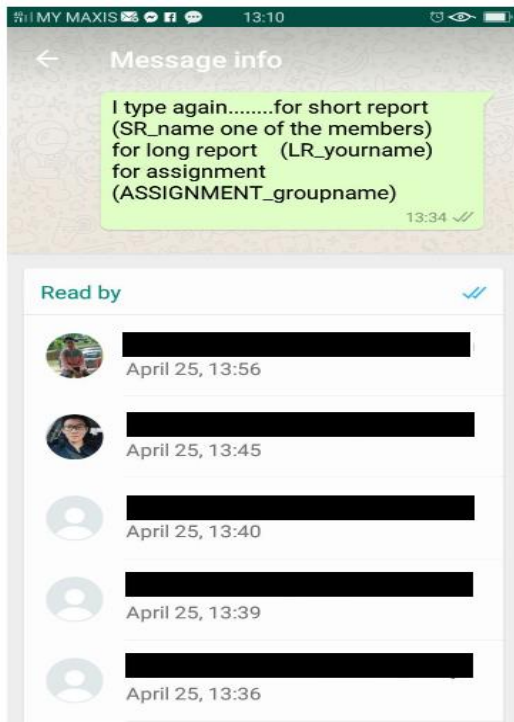 MY MAXIS 13:10
Message info
I type again........for short report
(SR_name one of the members)
for long report (LR_yourname)
for assignment
(ASSIGNMENT_groupname)
13:34
Read by
April 25, 13:56
April 25, 13:45
April 25, 13:40
April 25, 13:39
April 25, 13:36